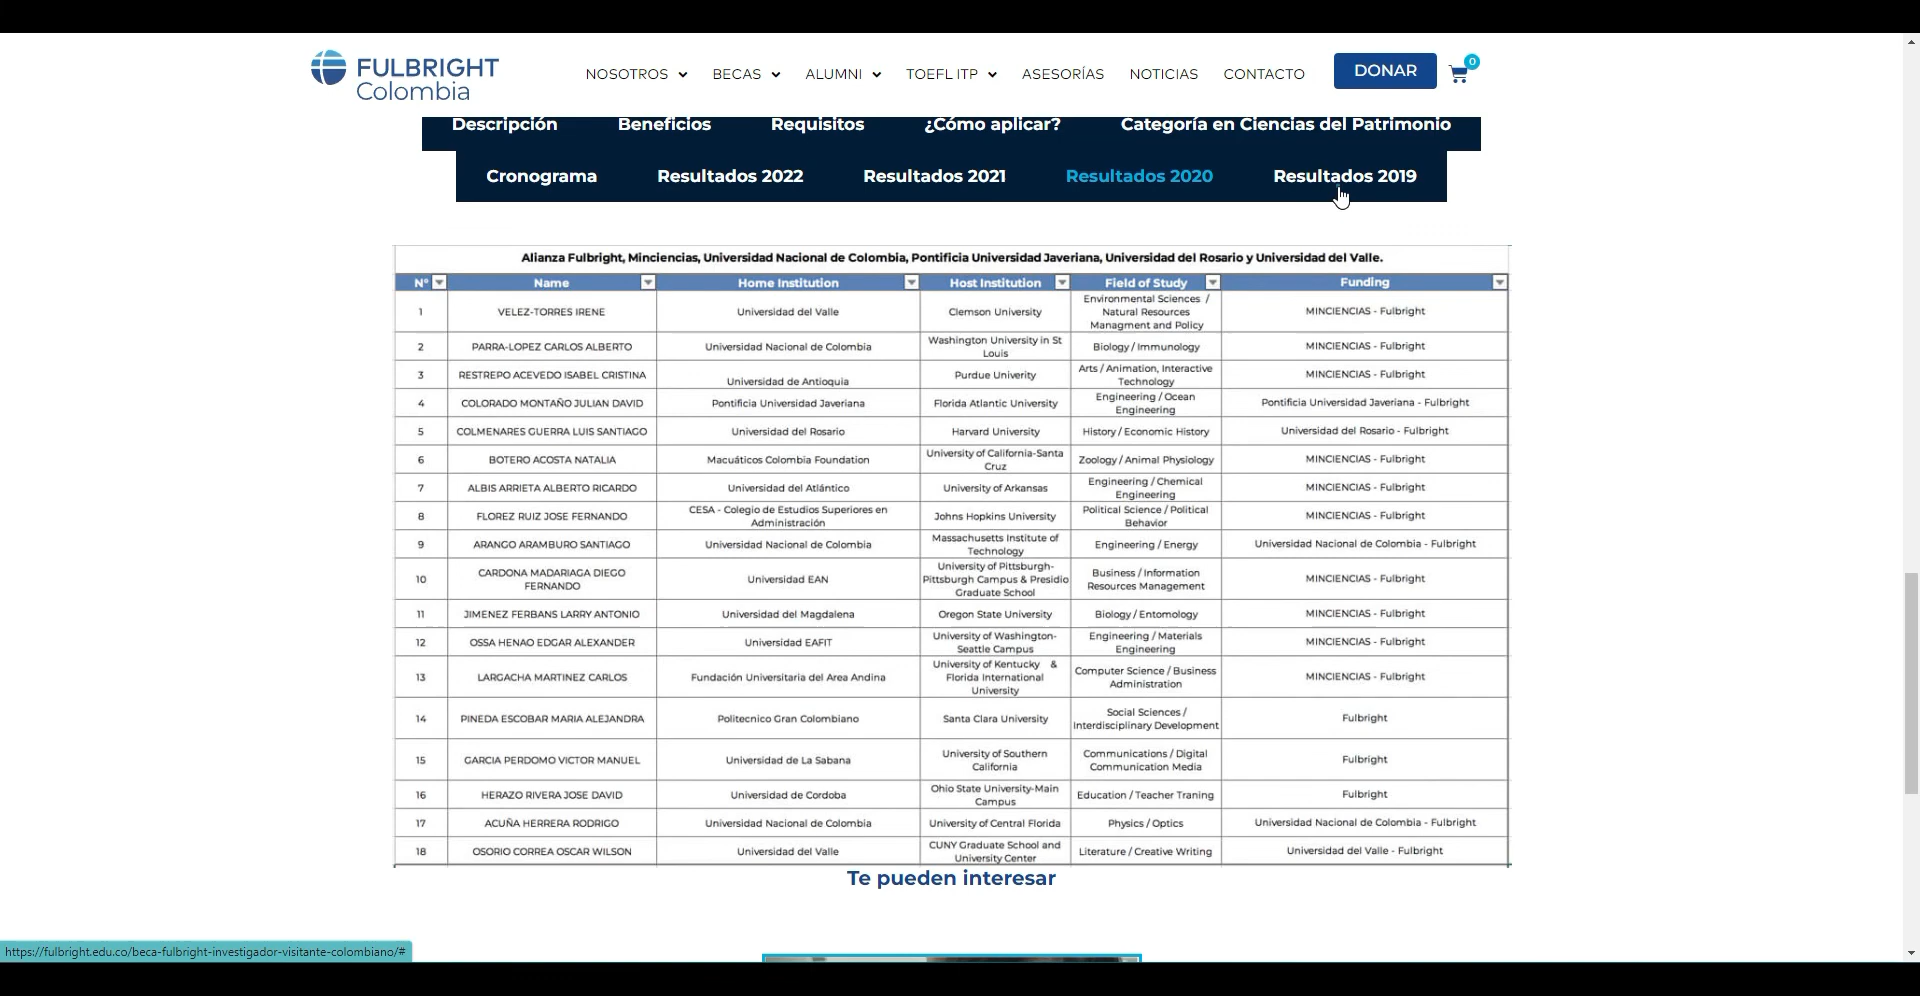 FULBRIGHT
Colombia
NOSOTROS BECAS ALUMNI TOEFL ITP ASESORÍAS NOTICIAS CONTACTO DONAR 0
Descripción Beneficios Requisitos ¿Cómo aplicar? Categoría en Ciencias del Patrimonio
Cronograma Resultados 2022 Resultados 2021 Resultados 2020 Resultados 2019
Alianza Fulbright, Minciencias, Universidad Nacional de Colombia, Pontificia Universidad Javeriana, Universidad del Rosario y Universidad del Valle.
N° Name Home Institution Host Institution Field of Study Funding
1 VELEZ-TORRES IRENE Universidad del Valle Clemson University Environmental Sciences / Natural Resources Managment and Policy MINCIENCIAS - Fulbright
2 PARRA-LOPEZ CARLOS ALBERTO Universidad Nacional de Colombia Washington University in St Louis Biology / Immunology MINCIENCIAS - Fulbright
3 RESTREPO ACEVEDO ISABEL CRISTINA Universidad de Antioquia Purdue Univerity Arts / Animation, Interactive Technology MINCIENCIAS - Fulbright
4 COLORADO MONTAÑO JULIAN DAVID Pontificia Universidad Javeriana Florida Atlantic University Engineering / Ocean Engineering Pontificia Universidad Javeriana - Fulbright
5 COLMENARES GUERRA LUIS SANTIAGO Universidad del Rosario Harvard University History / Economic History Universidad del Rosario - Fulbright
6 BOTERO ACOSTA NATALIA Macuáticos Colombia Foundation University of California-Santa Cruz Zoology / Animal Physiology MINCIENCIAS - Fulbright
7 ALBIS ARRIETA ALBERTO RICARDO Universidad del Atlántico University of Arkansas Engineering / Chemical Engineering MINCIENCIAS - Fulbright
8 FLOREZ RUIZ JOSE FERNANDO CESA - Colegio de Estudios Superiores en Administración Johns Hopkins University Political Science / Political Behavior MINCIENCIAS - Fulbright
9 ARANGO ARAMBURO SANTIAGO Universidad Nacional de Colombia Massachusetts Institute of Technology Engineering / Energy Universidad Nacional de Colombia - Fulbright
10 CARDONA MADARIAGA DIEGO FERNANDO Universidad EAN University of Pittsburgh-Pittsburgh Campus & Presidio Graduate School Business / Information Resources Management MINCIENCIAS - Fulbright
11 JIMENEZ FERBANS LARRY ANTONIO Universidad del Magdalena Oregon State University Biology / Entomology MINCIENCIAS - Fulbright
12 OSSA HENAO EDGAR ALEXANDER Universidad EAFIT University of Washington-Seattle Campus Engineering / Materials Engineering MINCIENCIAS - Fulbright
13 LARGACHA MARTINEZ CARLOS Fundación Universitaria del Area Andina University of Kentucky & Florida International University Computer Science / Business Administration MINCIENCIAS - Fulbright
14 PINEDA ESCOBAR MARIA ALEJANDRA Politecnico Gran Colombiano Santa Clara University Social Sciences / Interdisciplinary Development Fulbright
15 GARCIA PERDOMO VICTOR MANUEL Universidad de La Sabana University of Southern California Communications / Digital Communication Media Fulbright
16 HERAZO RIVERA JOSE DAVID Universidad de Cordoba Ohio State University-Main Campus Education / Teacher Traning Fulbright
17 ACUÑA HERRERA RODRIGO Universidad Nacional de Colombia University of Central Florida Physics / Optics Universidad Nacional de Colombia - Fulbright
18 OSORIO CORREA OSCAR WILSON Universidad del Valle CUNY Graduate School and University Center Literature / Creative Writing Universidad del Valle - Fulbright
Te pueden interesar
https://fulbright.edu.co/beca-fulbright-investigador-visitante-colombiano/#